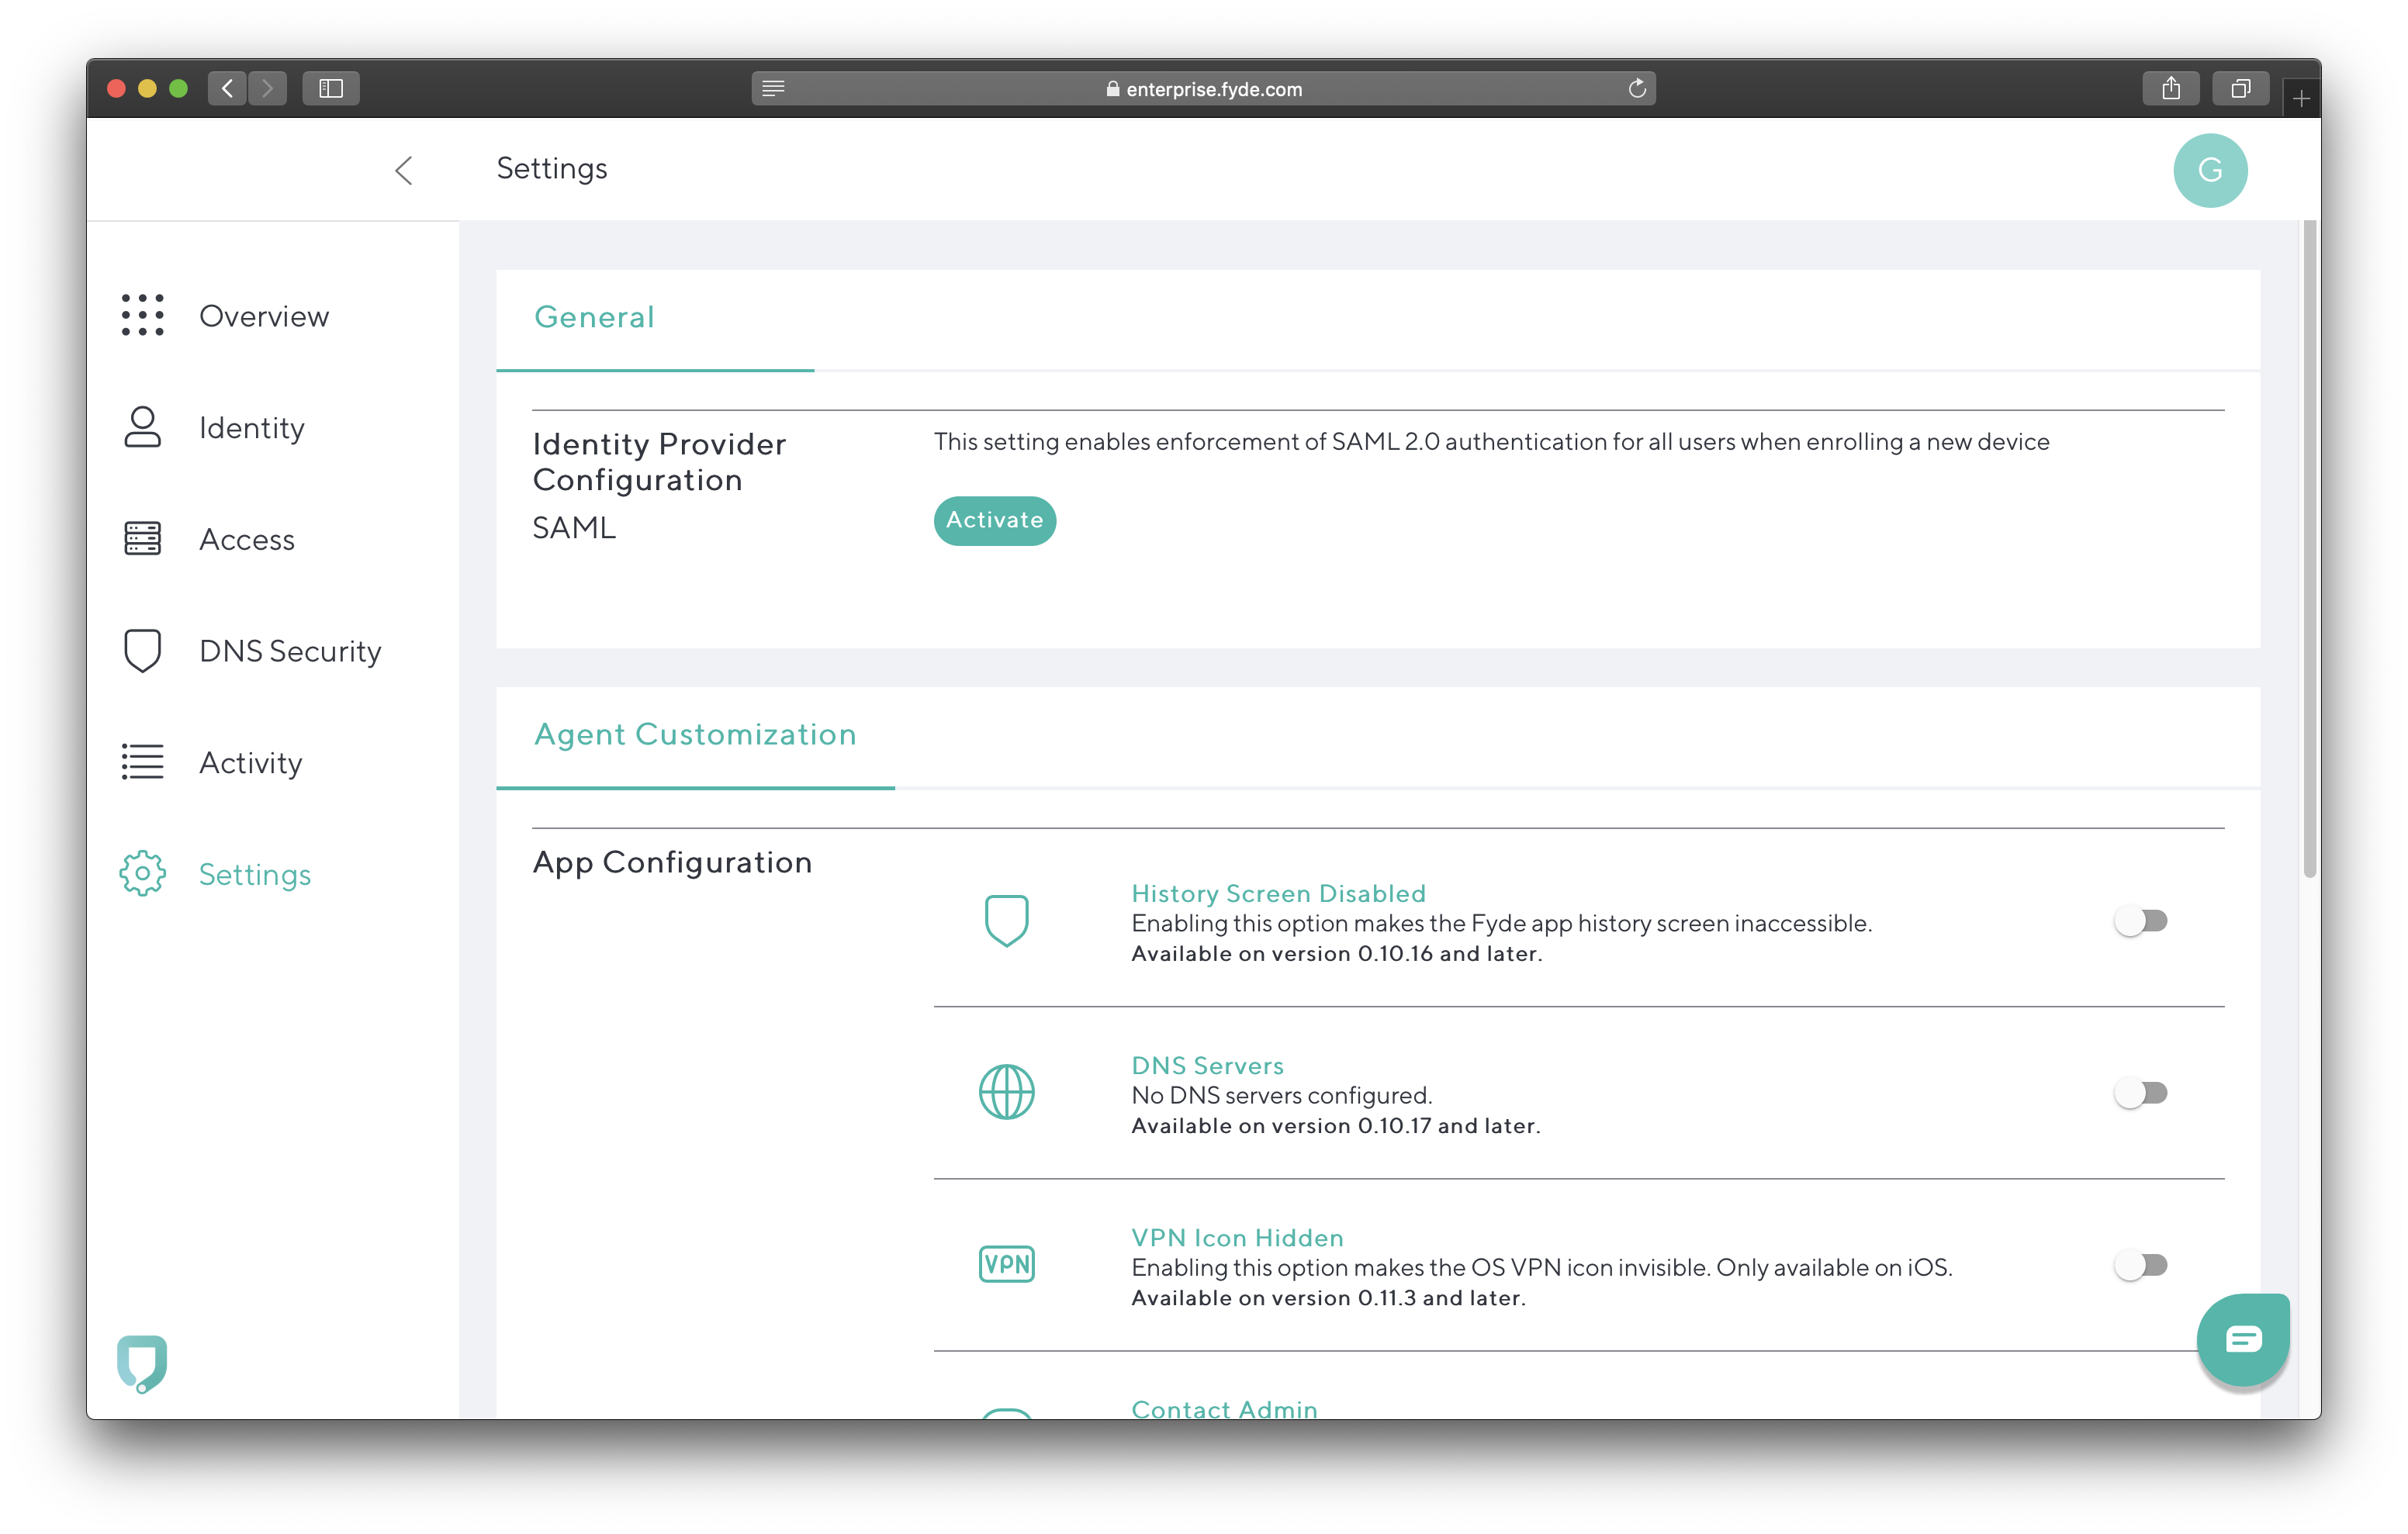 enterprise.fyde.com
Settings
G
Overview
Identity
Access
DNS Security
Activity
Settings
General
Identity Provider
Configuration
SAML
This setting enables enforcement of SAML 2.0 authentication for all users when enrolling a new device
Activate
Agent Customization
App Configuration
History Screen Disabled
Enabling this option makes the Fyde app history screen inaccessible.
Available on version 0.10.16 and later.
DNS Servers
No DNS servers configured.
Available on version 0.10.17 and later.
VPN
VPN Icon Hidden
Enabling this option makes the OS VPN icon invisible. Only available on iOS.
Available on version 0.11.3 and later.
Contact Admin